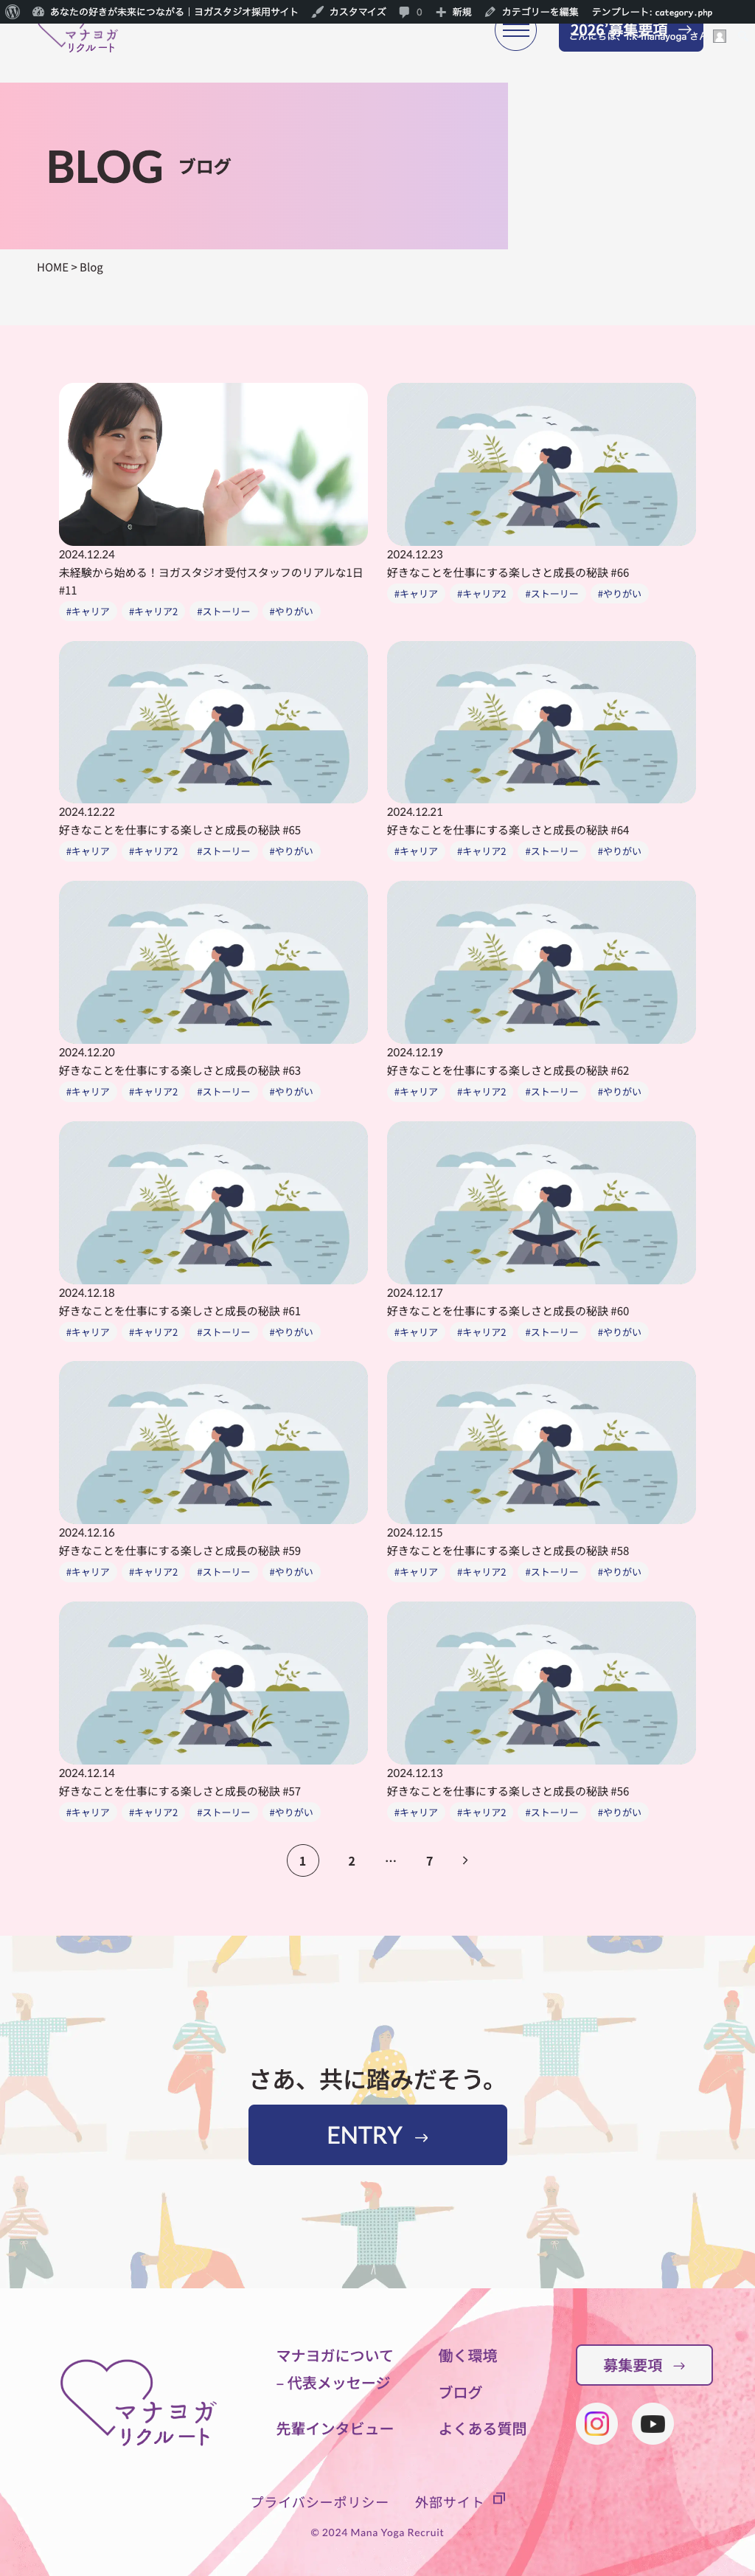 あなたの好きが未来につながる｜ヨガスタジオ採用サイト カスタマイズ 0 新規 カテゴリーを編集 テンプレート: category.php
マナヨガ
リクルート
2026 募集要項 →
BLOG ブログ
HOME > Blog
2024.12.24
未経験から始める！ヨガスタジオ受付スタッフのリアルな1日
#11
#キャリア #キャリア2 #ストーリー #やりがい
2024.12.23
好きなことを仕事にする楽しさと成長の秘訣 #66
#キャリア #キャリア2 #ストーリー #やりがい
2024.12.22
好きなことを仕事にする楽しさと成長の秘訣 #65
#キャリア #キャリア2 #ストーリー #やりがい
2024.12.21
好きなことを仕事にする楽しさと成長の秘訣 #64
#キャリア #キャリア2 #ストーリー #やりがい
2024.12.20
好きなことを仕事にする楽しさと成長の秘訣 #63
#キャリア #キャリア2 #ストーリー #やりがい
2024.12.19
好きなことを仕事にする楽しさと成長の秘訣 #62
#キャリア #キャリア2 #ストーリー #やりがい
2024.12.18
好きなことを仕事にする楽しさと成長の秘訣 #61
#キャリア #キャリア2 #ストーリー #やりがい
2024.12.17
好きなことを仕事にする楽しさと成長の秘訣 #60
#キャリア #キャリア2 #ストーリー #やりがい
2024.12.16
好きなことを仕事にする楽しさと成長の秘訣 #59
#キャリア #キャリア2 #ストーリー #やりがい
2024.12.15
好きなことを仕事にする楽しさと成長の秘訣 #58
#キャリア #キャリア2 #ストーリー #やりがい
2024.12.14
好きなことを仕事にする楽しさと成長の秘訣 #57
#キャリア #キャリア2 #ストーリー #やりがい
2024.12.13
好きなことを仕事にする楽しさと成長の秘訣 #56
#キャリア #キャリア2 #ストーリー #やりがい
1 2 … 7 >
さあ、共に踏みだそう。
ENTRY →
マナヨガ
リクルート
マナヨガについて
– 代表メッセージ
先輩インタビュー
働く環境
ブログ
よくある質問
募集要項 →
プライバシーポリシー 外部サイト
© 2024 Mana Yoga Recruit